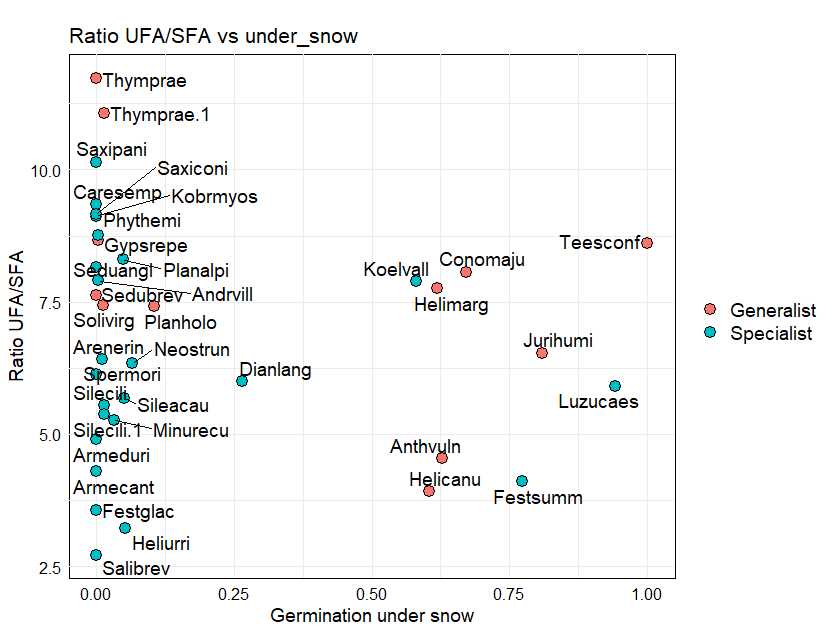 Ratio UFA/SFA vs under_snow
Thymprae
Thymprae.1
Saxipani
Saxiconi
Caresemp
Kobrmyos
Phythemi
Gypsrepe
Teesconf
Conomaju
Koelvall
Seduangl
Planalpi
Andrvill
Sedubrev
Helimarg
Solivirg
Planholo
Jurihumi
Arenerin
Neostrun
Dianlang
Spermori
Silecili
Sileacau
Luzucaes
Silecili.1
Minurecu
Anthvuln
Armeduri
Helicanu
Armecant
Festsumm
Festglac
Heliurri
Salibrev
10.0
7.5
5.0
2.5
Ratio UFA/SFA
0.00
0.25
0.50
0.75
1.00
Germination under snow
Generalist
Specialist